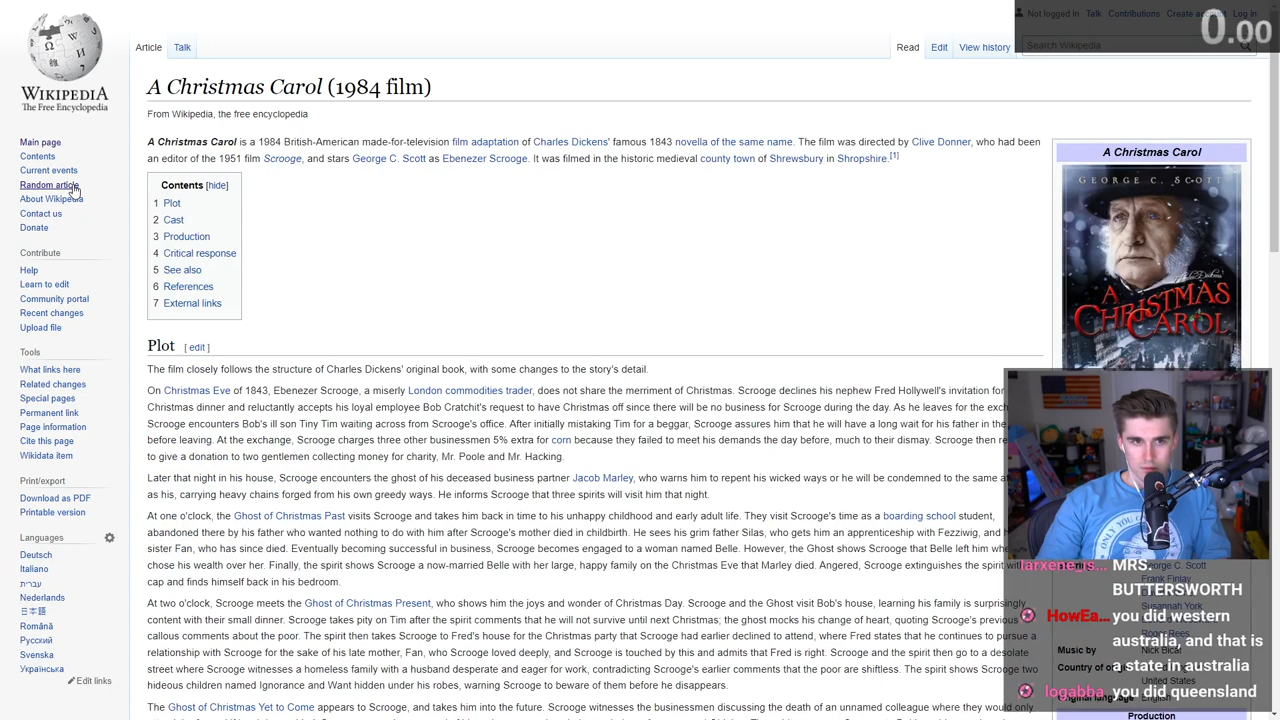 Not logged in Talk Contributions Create account Log in
0.00
WIKIPEDIA
The Free Encyclopedia
Article Talk
Read Edit View history
Search Wikipedia
A Christmas Carol (1984 film)
From Wikipedia, the free encyclopedia
Main page
Contents
Current events
Random article
About Wikipedia
Contact us
Donate
Contribute
Help
Learn to edit
Community portal
Recent changes
Upload file
Tools
What links here
Related changes
Special pages
Permanent link
Page information
Cite this page
Wikidata item
Print/export
Download as PDF
Printable version
Languages
Deutsch
Italiano
עברית
Nederlands
日本語
Română
Русский
Svenska
Українська
Edit links
A Christmas Carol is a 1984 British-American made-for-television film adaptation of Charles Dickens' famous 1843 novella of the same name. The film was directed by Clive Donner, who had been
an editor of the 1951 film Scrooge, and stars George C. Scott as Ebenezer Scrooge. It was filmed in the historic medieval county town of Shrewsbury in Shropshire.[1]
Contents [hide]
1 Plot
2 Cast
3 Production
4 Critical response
5 See also
6 References
7 External links
Plot [ edit ]
The film closely follows the structure of Charles Dickens' original book, with some changes to the story's detail.
On Christmas Eve of 1843, Ebenezer Scrooge, a miserly London commodities trader, does not share the merriment of Christmas. Scrooge declines his nephew Fred Hollywell's invitation for
Christmas dinner and reluctantly accepts his loyal employee Bob Cratchit's request to have Christmas off since there will be no business for Scrooge during the day. As he leaves for the exch
Scrooge encounters Bob's ill son Tiny Tim waiting across from Scrooge's office. After initially mistaking Tim for a beggar, Scrooge assures him that he will have a long wait for his father in the
before leaving. At the exchange, Scrooge charges three other businessmen 5% extra for corn because they failed to meet his demands the day before, much to their dismay. Scrooge then re
to give a donation to two gentlemen collecting money for charity, Mr. Poole and Mr. Hacking.
Later that night in his house, Scrooge encounters the ghost of his deceased business partner Jacob Marley, who warns him to repent his wicked ways or he will be condemned to the same a
as his, carrying heavy chains forged from his own greedy ways. He informs Scrooge that three spirits will visit him that night.
At one o'clock, the Ghost of Christmas Past visits Scrooge and takes him back in time to his unhappy childhood and early adult life. They visit Scrooge's time as a boarding school student,
abandoned there by his father who wanted nothing to do with him after Scrooge's mother died in childbirth. He sees his grim father Silas, who gets him an apprenticeship with Fezziwig, and h
sister Fan, who has since died. Eventually becoming successful in business, Scrooge becomes engaged to a woman named Belle. However, the Ghost shows Scrooge that Belle left him wh
chose his wealth over her. Finally, the spirit shows Scrooge a now-married Belle with her large, happy family on the Christmas Eve that Marley died. Angered, Scrooge extinguishes the spirit with
cap and finds himself back in his bedroom.
At two o'clock, Scrooge meets the Ghost of Christmas Present, who shows him the joys and wonder of Christmas Day. Scrooge and the Ghost visit Bob's house, learning his family is surprisingly
content with their small dinner. Scrooge takes pity on Tim after the spirit comments that he will not survive until next Christmas; the ghost mocks his change of heart, quoting Scrooge's previous
callous comments about the poor. The spirit then takes Scrooge to Fred's house for the Christmas party that Scrooge had earlier declined to attend, where Fred states that he continues to pursue a
relationship with Scrooge for the sake of his late mother, Fan, who Scrooge loved deeply, and Scrooge is touched by this and admits that Fred is right. Scrooge and the spirit then go to a desolate
street where Scrooge witnesses a homeless family with a husband desperate and eager for work, contradicting Scrooge's earlier comments that the poor are shiftless. The spirit shows Scrooge two
hideous children named Ignorance and Want hidden under his robes, warning Scrooge to beware of them before he disappears.
The Ghost of Christmas Yet to Come appears to Scrooge, and takes him into the future. Scrooge witnesses the businessmen discussing the death of an unnamed colleague where they would only
A Christmas Carol
GEORGE C. SCOTT
Charles Dickens'
A
CHRISTMAS
CAROL
George C. Scott
Frank Finlay
Susannah York
Roger Rees
Music by Nick Bicat
Country of
United States
Original language English
Production
larxene_is... MRS.
BUTTERSWORTH
HowEa... you did western
australia, and that is
a state in australia
logabba you did queensland